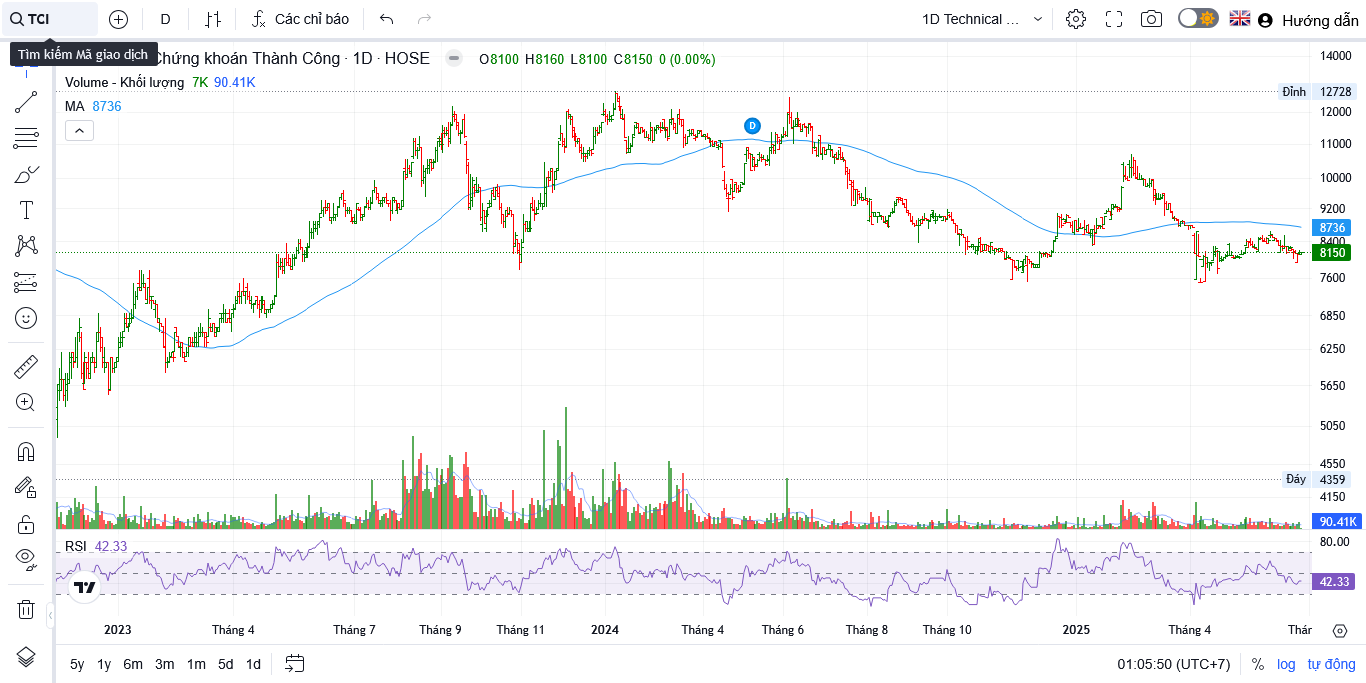 TCI D Các chỉ báo 1D Technical ... Hướng dẫn
Tìm kiếm Mã giao dịch
Chứng khoán Thành Công · 1D · HOSE O8100 H8160 L8100 C8150 0 (0.00%)
Volume - Khối lượng 7K 90.41K
MA 8736
D
14000
Đỉnh 12728
12000
11000
10000
9200
8736
8400
8150
7600
6850
6250
5650
5050
4550
Đáy 4359
4150
90.41K
RSI 42.33
80.00
42.33
2023 Tháng 4 Tháng 7 Tháng 9 Tháng 11 2024 Tháng 4 Tháng 6 Tháng 8 Tháng 10 2025 Tháng 4 Thár
5y 1y 6m 3m 1m 5d 1d 01:05:50 (UTC+7) % log tự động